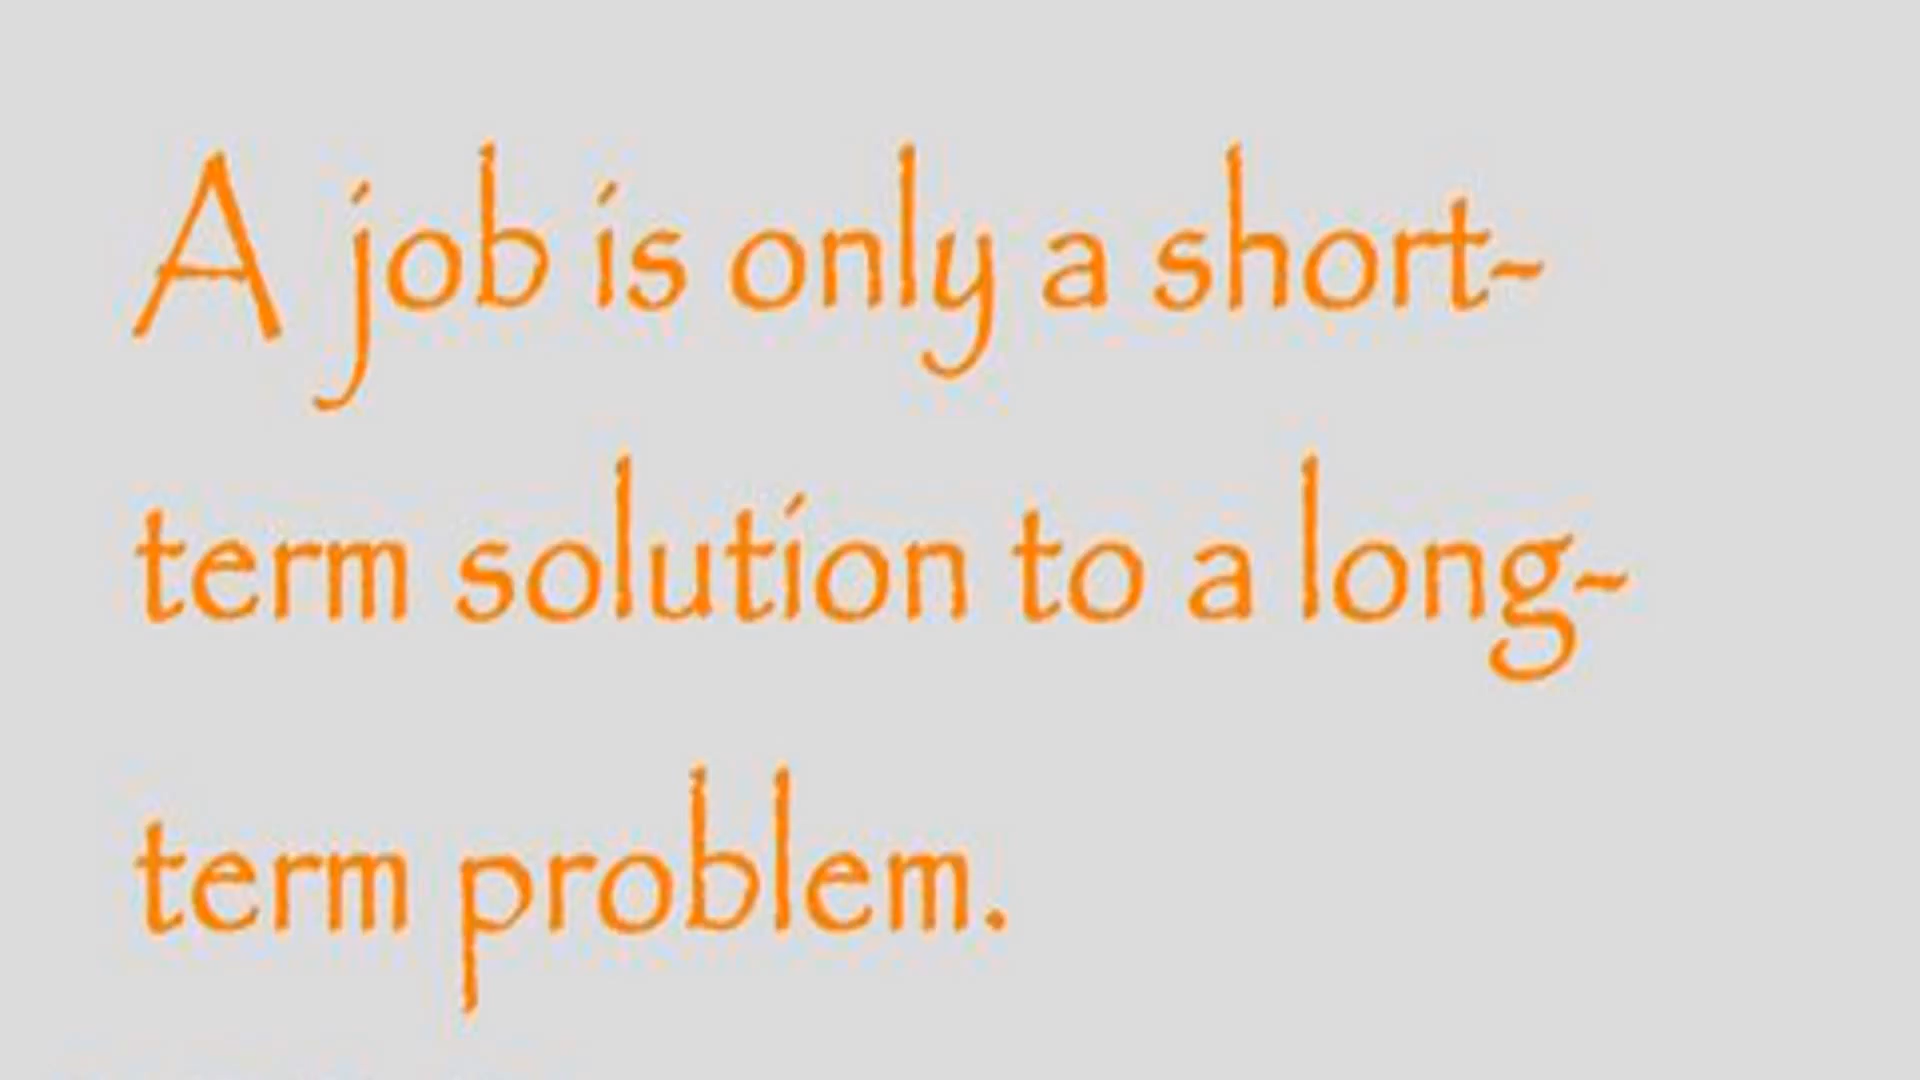 A job is only a short-
term solution to a long-
term problem.